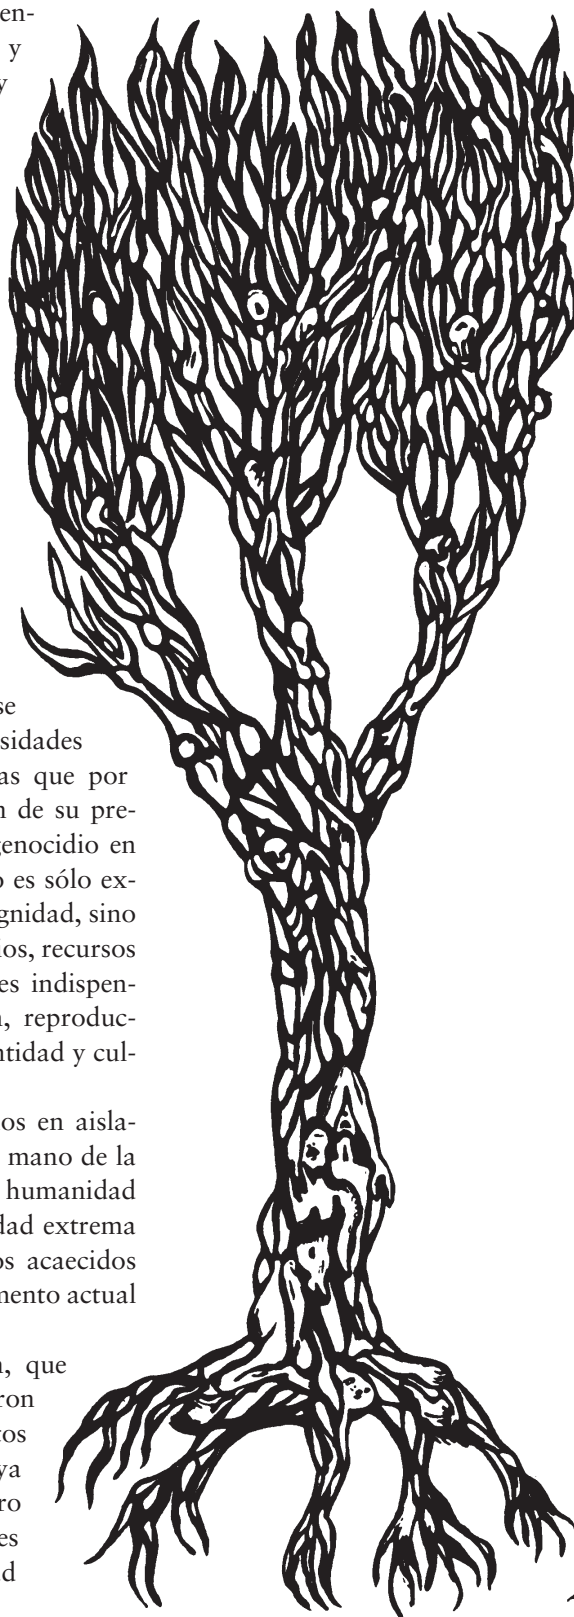 en-
y
y
se
sidades
as que por
n de su pre-
genocidio en
o es sólo ex-
gnidad, sino
ios, recursos
es indispen-
n, reproduc-
ntidad y cul-
os en aisla-
mano de la
humanidad
dad extrema
os acaecidos
mento actual
n, que
ron
tos
ya
ro
es
ad